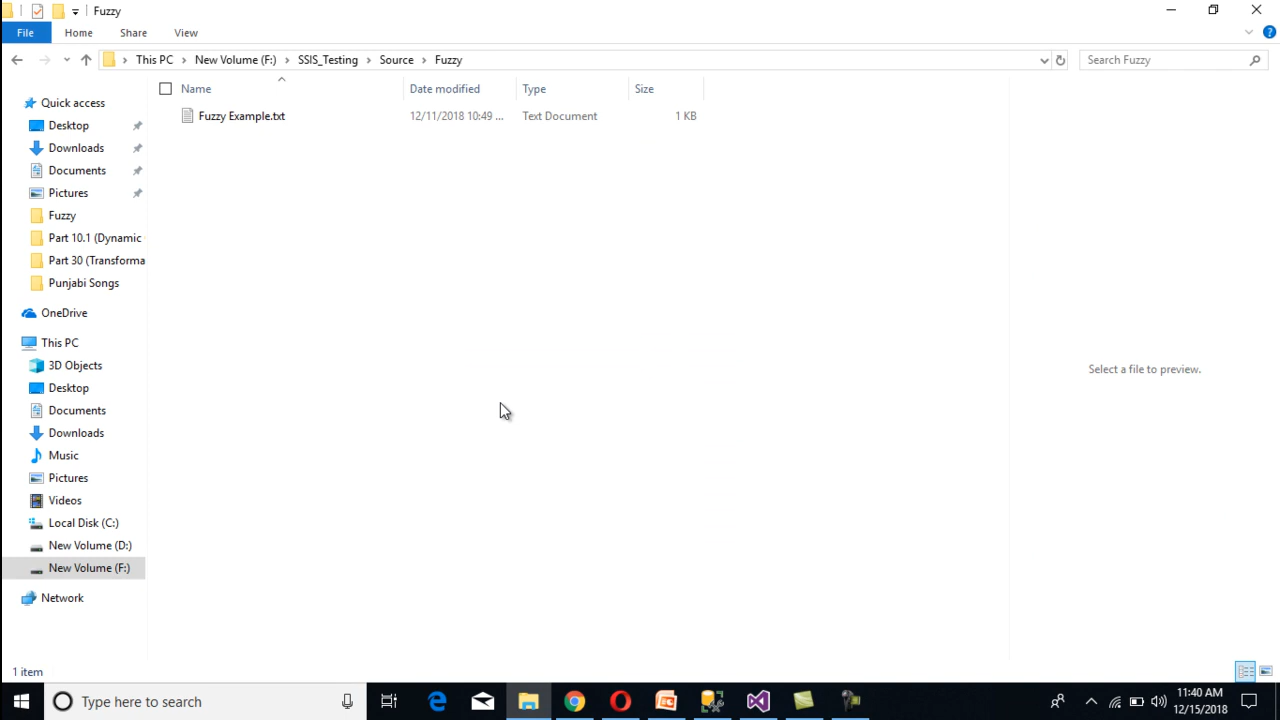 Fuzzy
File Home Share View
This PC New Volume (F:) SSIS_Testing Source Fuzzy Search Fuzzy
Name Date modified Type Size
Fuzzy Example.txt 12/11/2018 10:49 ... Text Document 1 KB
Quick access
Desktop
Downloads
Documents
Pictures
Fuzzy
Part 10.1 (Dynamic
Part 30 (Transforma
Punjabi Songs
OneDrive
This PC
3D Objects
Desktop
Documents
Downloads
Music
Pictures
Videos
Local Disk (C:)
New Volume (D:)
New Volume (F:)
Network
Select a file to preview.
1 item
Type here to search
11:40 AM
12/15/2018